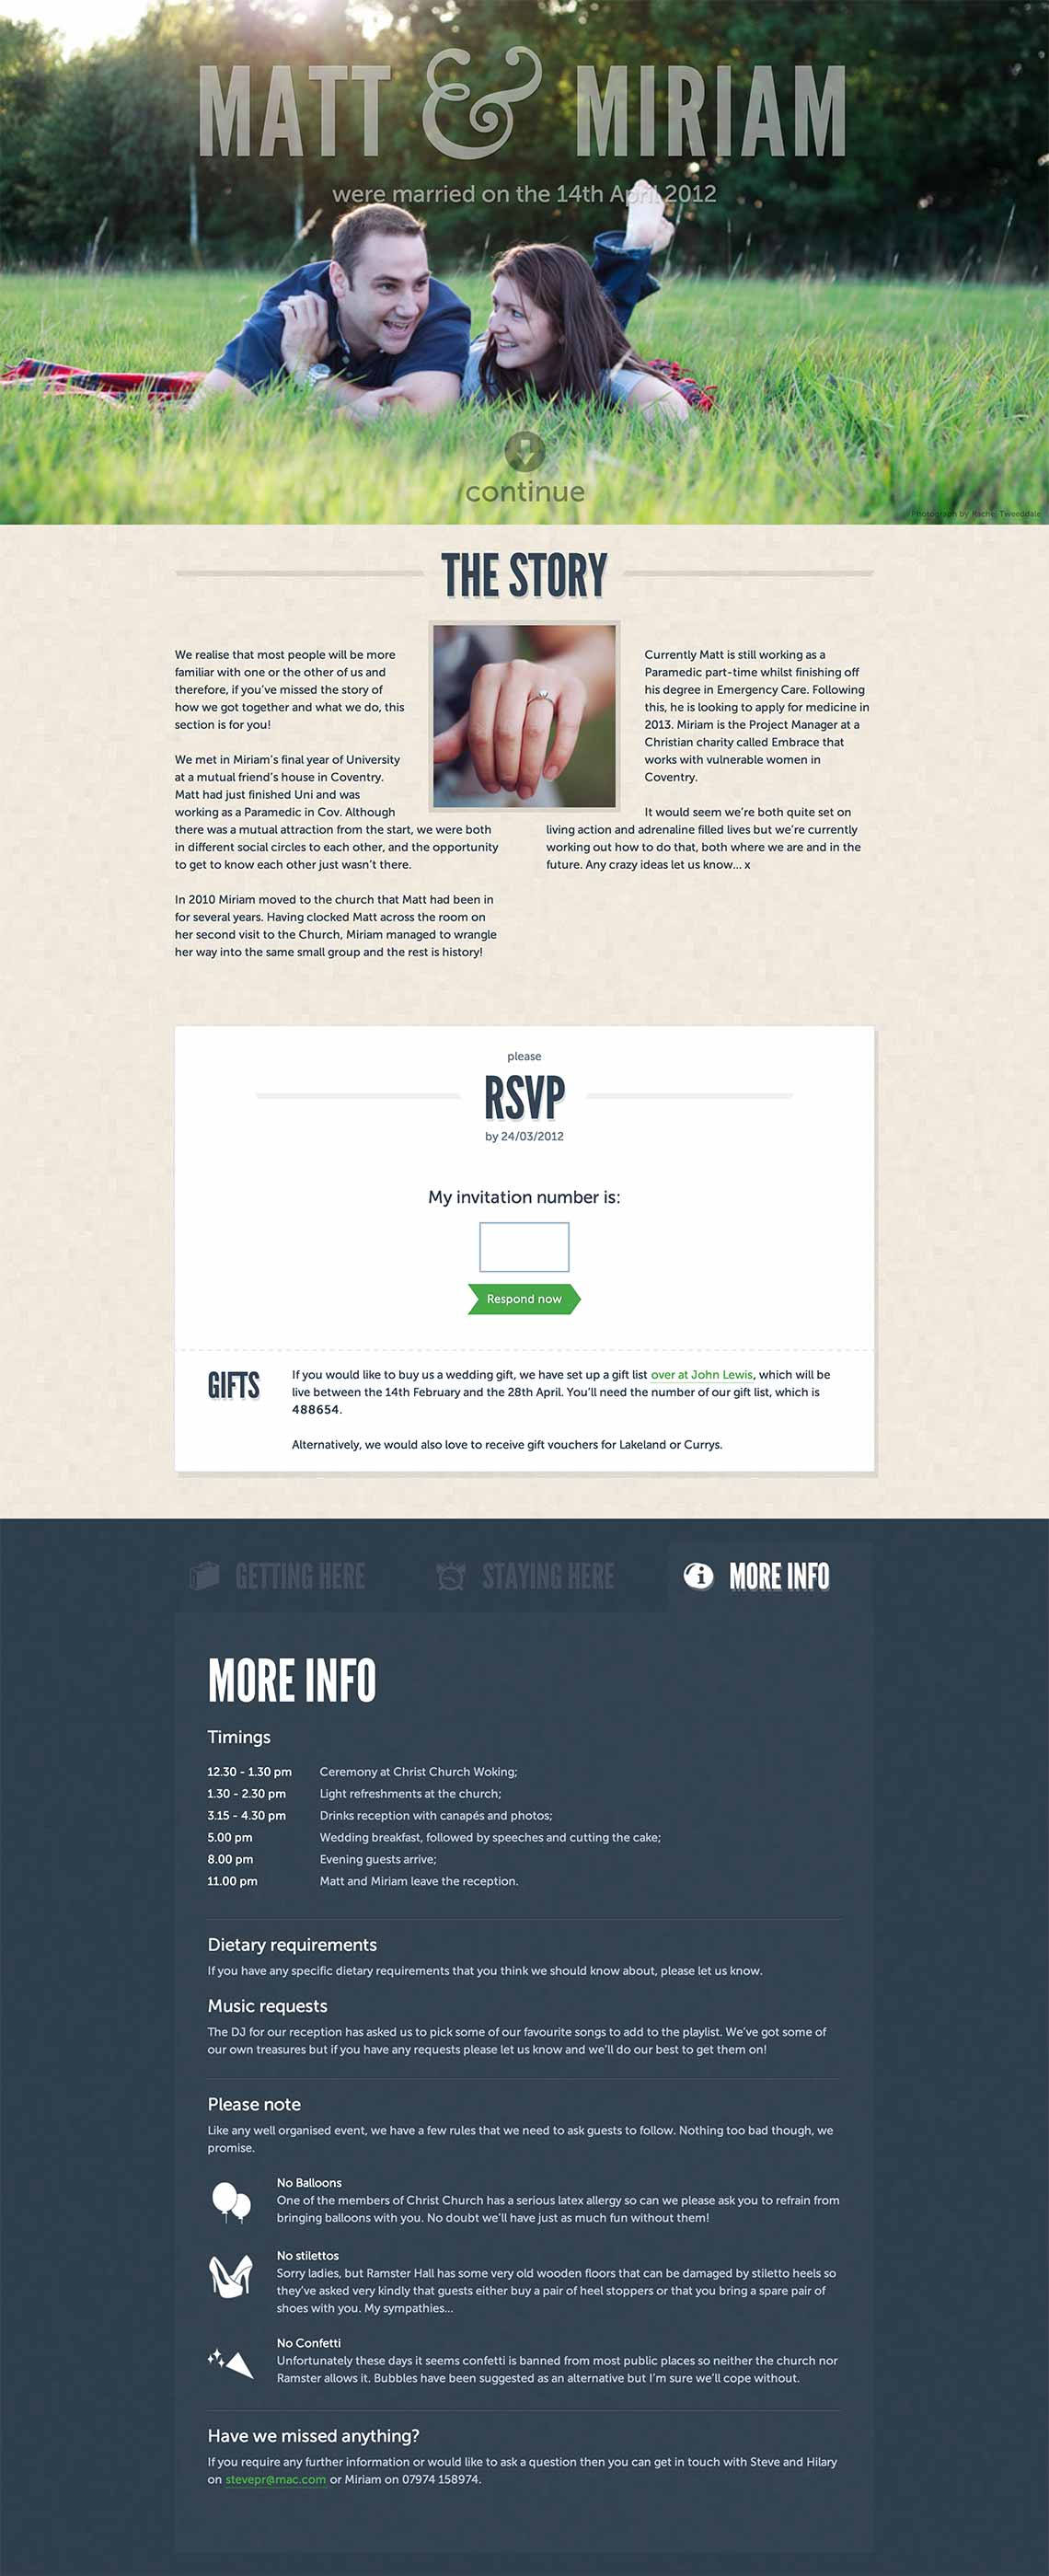 MATT & MIRIAM
were married on the 14th April 2012
continue
Photograph by Rachel Tweeddale
THE STORY
We realise that most people will be more
familiar with one or the other of us and
therefore, if you've missed the story of
how we got together and what we do, this
section is for you!
We met in Miriam's final year of University
at a mutual friend's house in Coventry.
Matt had just finished Uni and was
working as a Paramedic in Cov. Although
there was a mutual attraction from the start, we were both
in different social circles to each other, and the opportunity
to get to know each other just wasn't there.
In 2010 Miriam moved to the church that Matt had been in
for several years. Having clocked Matt across the room on
her second visit to the Church, Miriam managed to wrangle
her way into the same small group and the rest is history!
Currently Matt is still working as a
Paramedic part-time whilst finishing off
his degree in Emergency Care. Following
this, he is looking to apply for medicine in
2013. Miriam is the Project Manager at a
Christian charity called Embrace that
works with vulnerable women in
Coventry.
It would seem we're both quite set on
living action and adrenaline filled lives but we're currently
working out how to do that, both where we are and in the
future. Any crazy ideas let us know... x
please
RSVP
by 24/03/2012
My invitation number is:
Respond now
GIFTS
If you would like to buy us a wedding gift, we have set up a gift list over at John Lewis, which will be
live between the 14th February and the 28th April. You'll need the number of our gift list, which is
488654.
Alternatively, we would also love to receive gift vouchers for Lakeland or Currys.
GETTING HERE
STAYING HERE
MORE INFO
MORE INFO
Timings
12.30 - 1.30 pm Ceremony at Christ Church Woking;
1.30 - 2.30 pm Light refreshments at the church;
3.15 - 4.30 pm Drinks reception with canapés and photos;
5.00 pm Wedding breakfast, followed by speeches and cutting the cake;
8.00 pm Evening guests arrive;
11.00 pm Matt and Miriam leave the reception.
Dietary requirements
If you have any specific dietary requirements that you think we should know about, please let us know.
Music requests
The DJ for our reception has asked us to pick some of our favourite songs to add to the playlist. We've got some of
our own treasures but if you have any requests please let us know and we'll do our best to get them on!
Please note
Like any well organised event, we have a few rules that we need to ask guests to follow. Nothing too bad though, we
promise.
No Balloons
One of the members of Christ Church has a serious latex allergy so can we please ask you to refrain from
bringing balloons with you. No doubt we'll have just as much fun without them!
No stilettos
Sorry ladies, but Ramster Hall has some very old wooden floors that can be damaged by stiletto heels so
they've asked very kindly that guests either buy a pair of heel stoppers or that you bring a spare pair of
shoes with you. My sympathies...
No Confetti
Unfortunately these days it seems confetti is banned from most public places so neither the church nor
Ramster allows it. Bubbles have been suggested as an alternative but I'm sure we'll cope without.
Have we missed anything?
If you require any further information or would like to ask a question then you can get in touch with Steve and Hilary
on stevepr@mac.com or Miriam on 07974 158974.